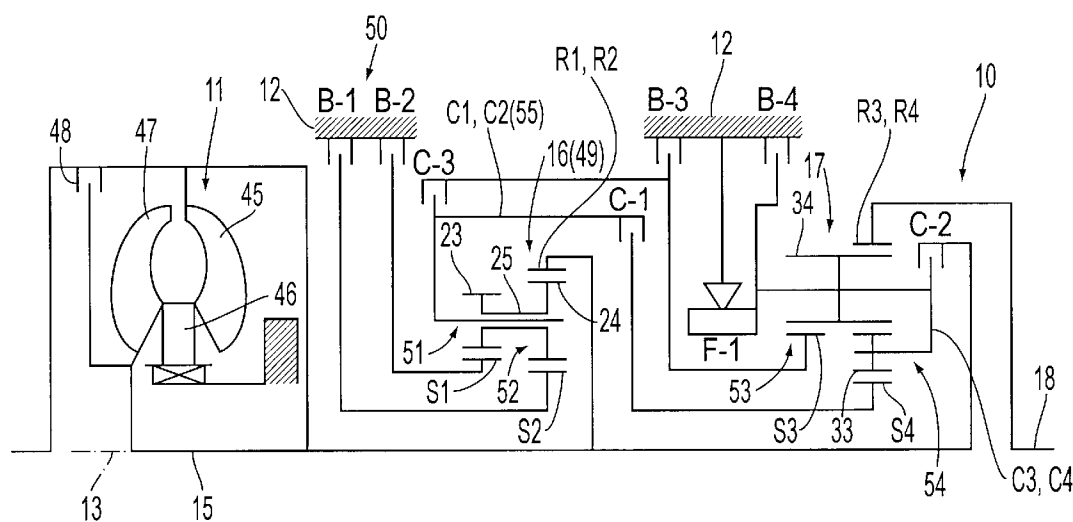 50
R1, R2
12
11
12
B-1
B-2
C1, C2(55)
B-3
B-4
R3, R4
10
47
48
45
C-3
16(49)
17
34
C-1
C-2
23
25
46
24
51
F-1
S1
52
53
S2
S3
33
S4
18
13
15
54
C3, C4